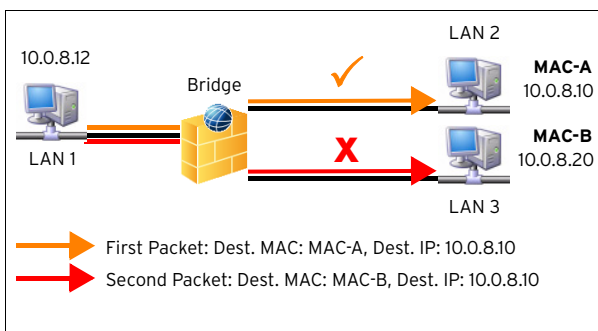 LAN 2
10.0.8.12
MAC-A
Bridge
10.0.8.10
MAC-B
LAN 1
X
10.0.8.20
LAN 3
First Packet: Dest. MAC: MAC-A, Dest. IP: 10.0.8.10
Second Packet: Dest. MAC: MAC-B, Dest. IP: 10.0.8.10